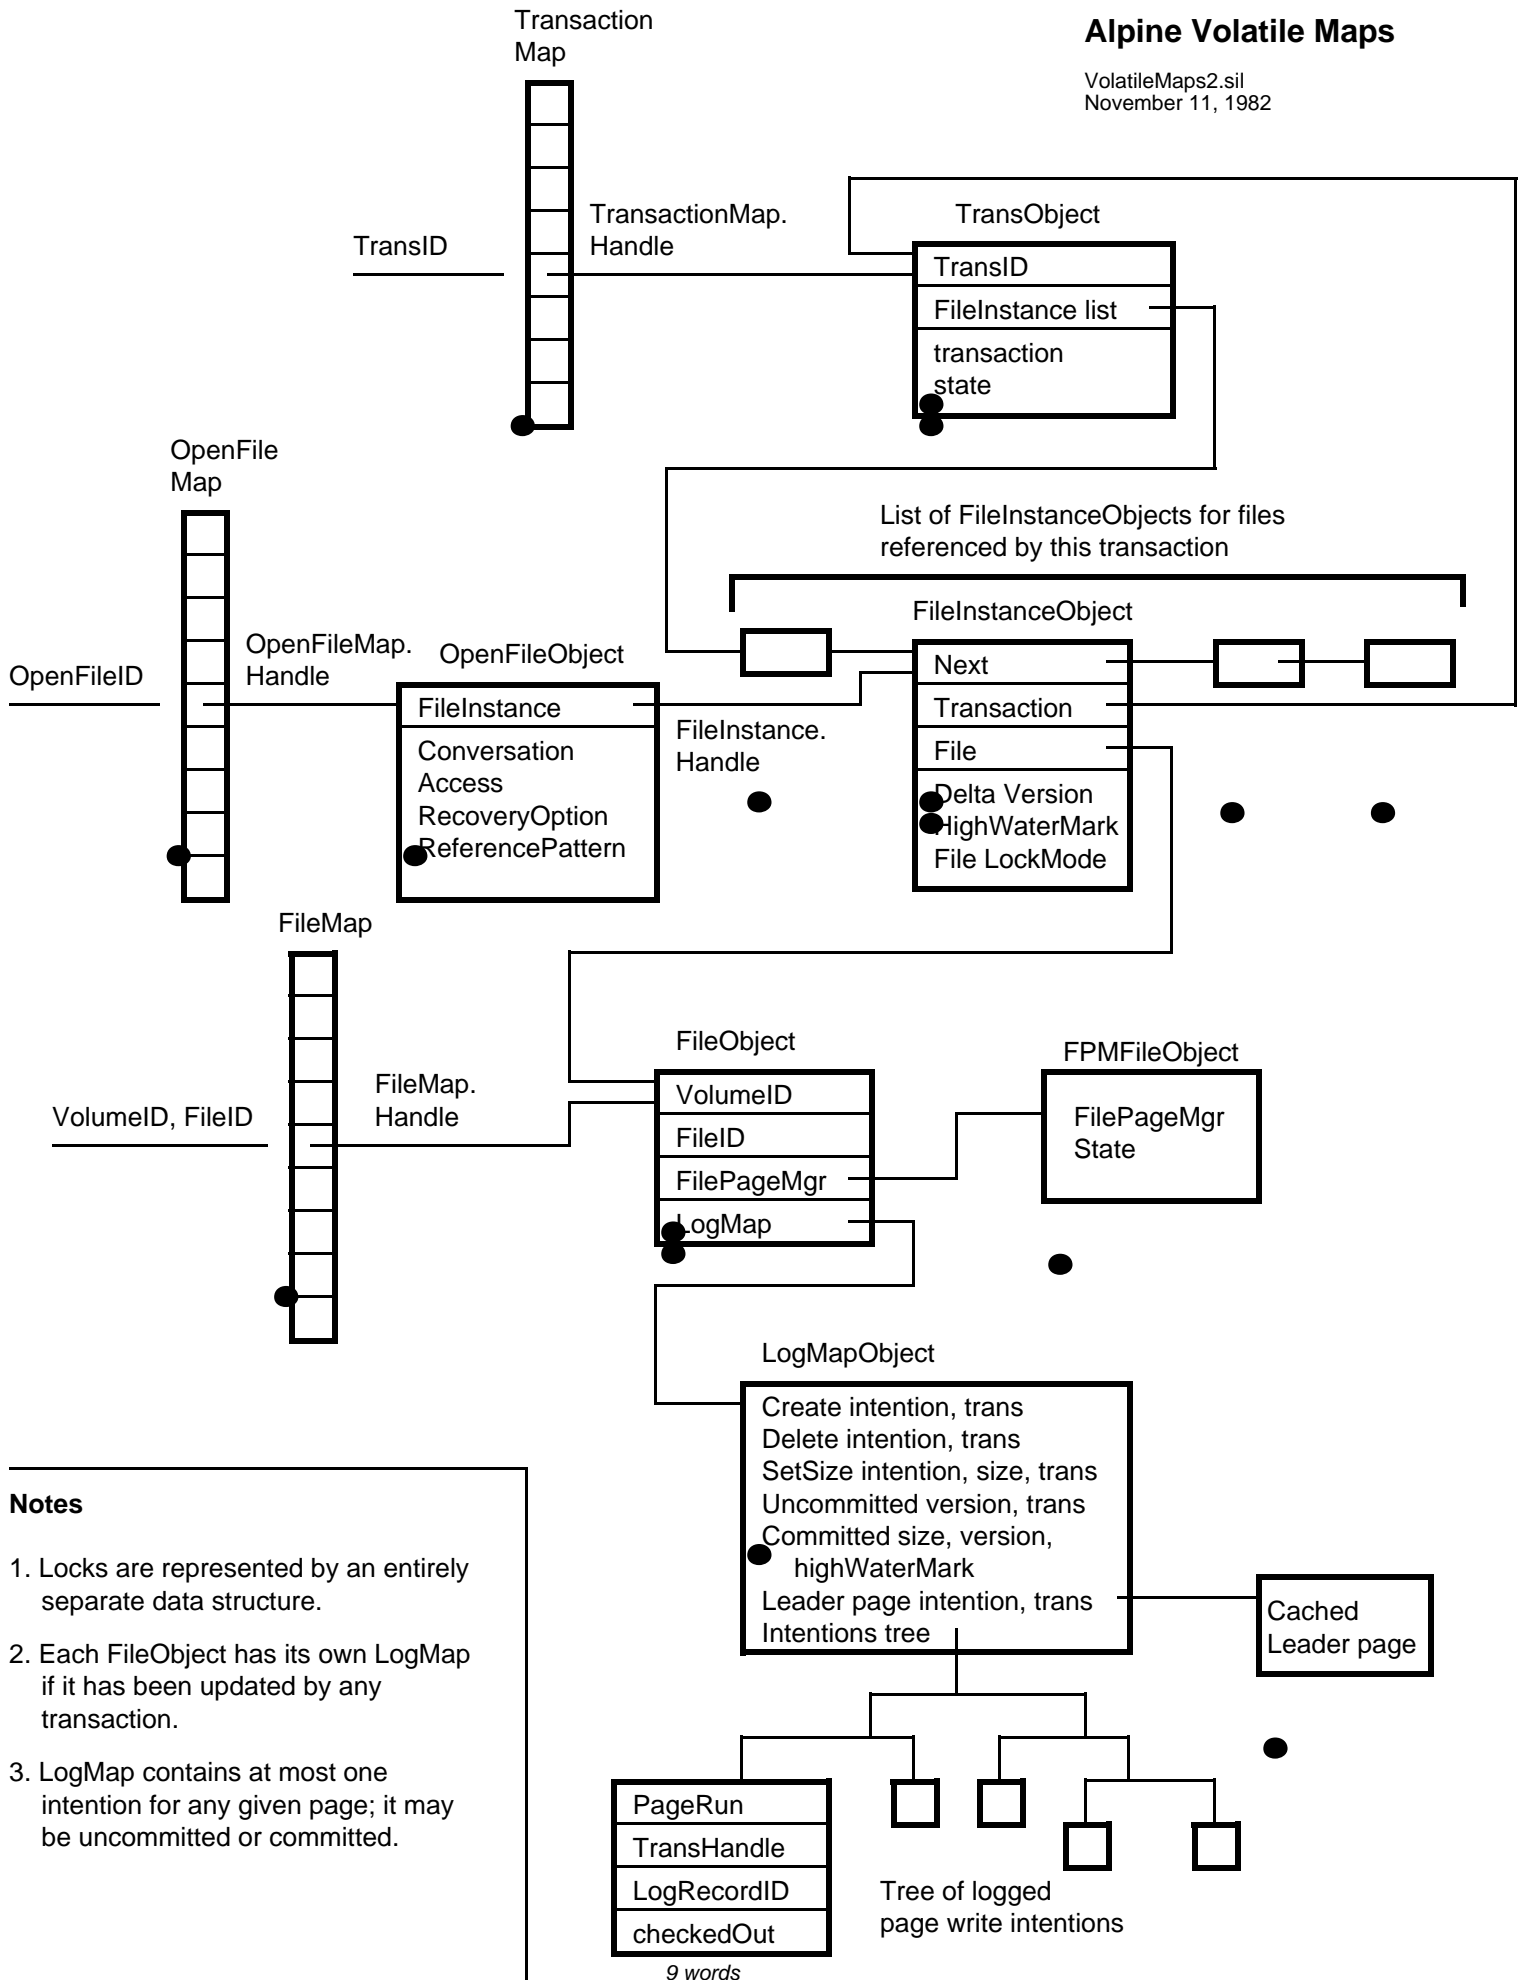 Transaction
Map
Alpine Volatile Maps
VolatileMaps2.sil
November 11, 1982
TransID
TransactionMap.
Handle
TransObject
TransID
FileInstance list
transaction
state
OpenFile
Map
List of FileInstanceObjects for files
referenced by this transaction
OpenFileID
OpenFileMap.
Handle
OpenFileObject
FileInstance
Conversation
Access
RecoveryOption
ReferencePattern
FileInstance.
Handle
FileInstanceObject
Next
Transaction
File
Delta Version
HighWaterMark
File LockMode
FileMap
VolumeID, FileID
FileMap.
Handle
FileObject
VolumeID
FileID
FilePageMgr
LogMap
FPMFileObject
FilePageMgr
State
LogMapObject
Create intention, trans
Delete intention, trans
SetSize intention, size, trans
Uncommitted version, trans
Committed size, version,
highWaterMark
Leader page intention, trans
Intentions tree
Cached
Leader page
Notes
1. Locks are represented by an entirely
separate data structure.
2. Each FileObject has its own LogMap
if it has been updated by any
transaction.
3. LogMap contains at most one
intention for any given page; it may
be uncommitted or committed.
PageRun
TransHandle
LogRecordID
checkedOut
9 words
Tree of logged
page write intentions